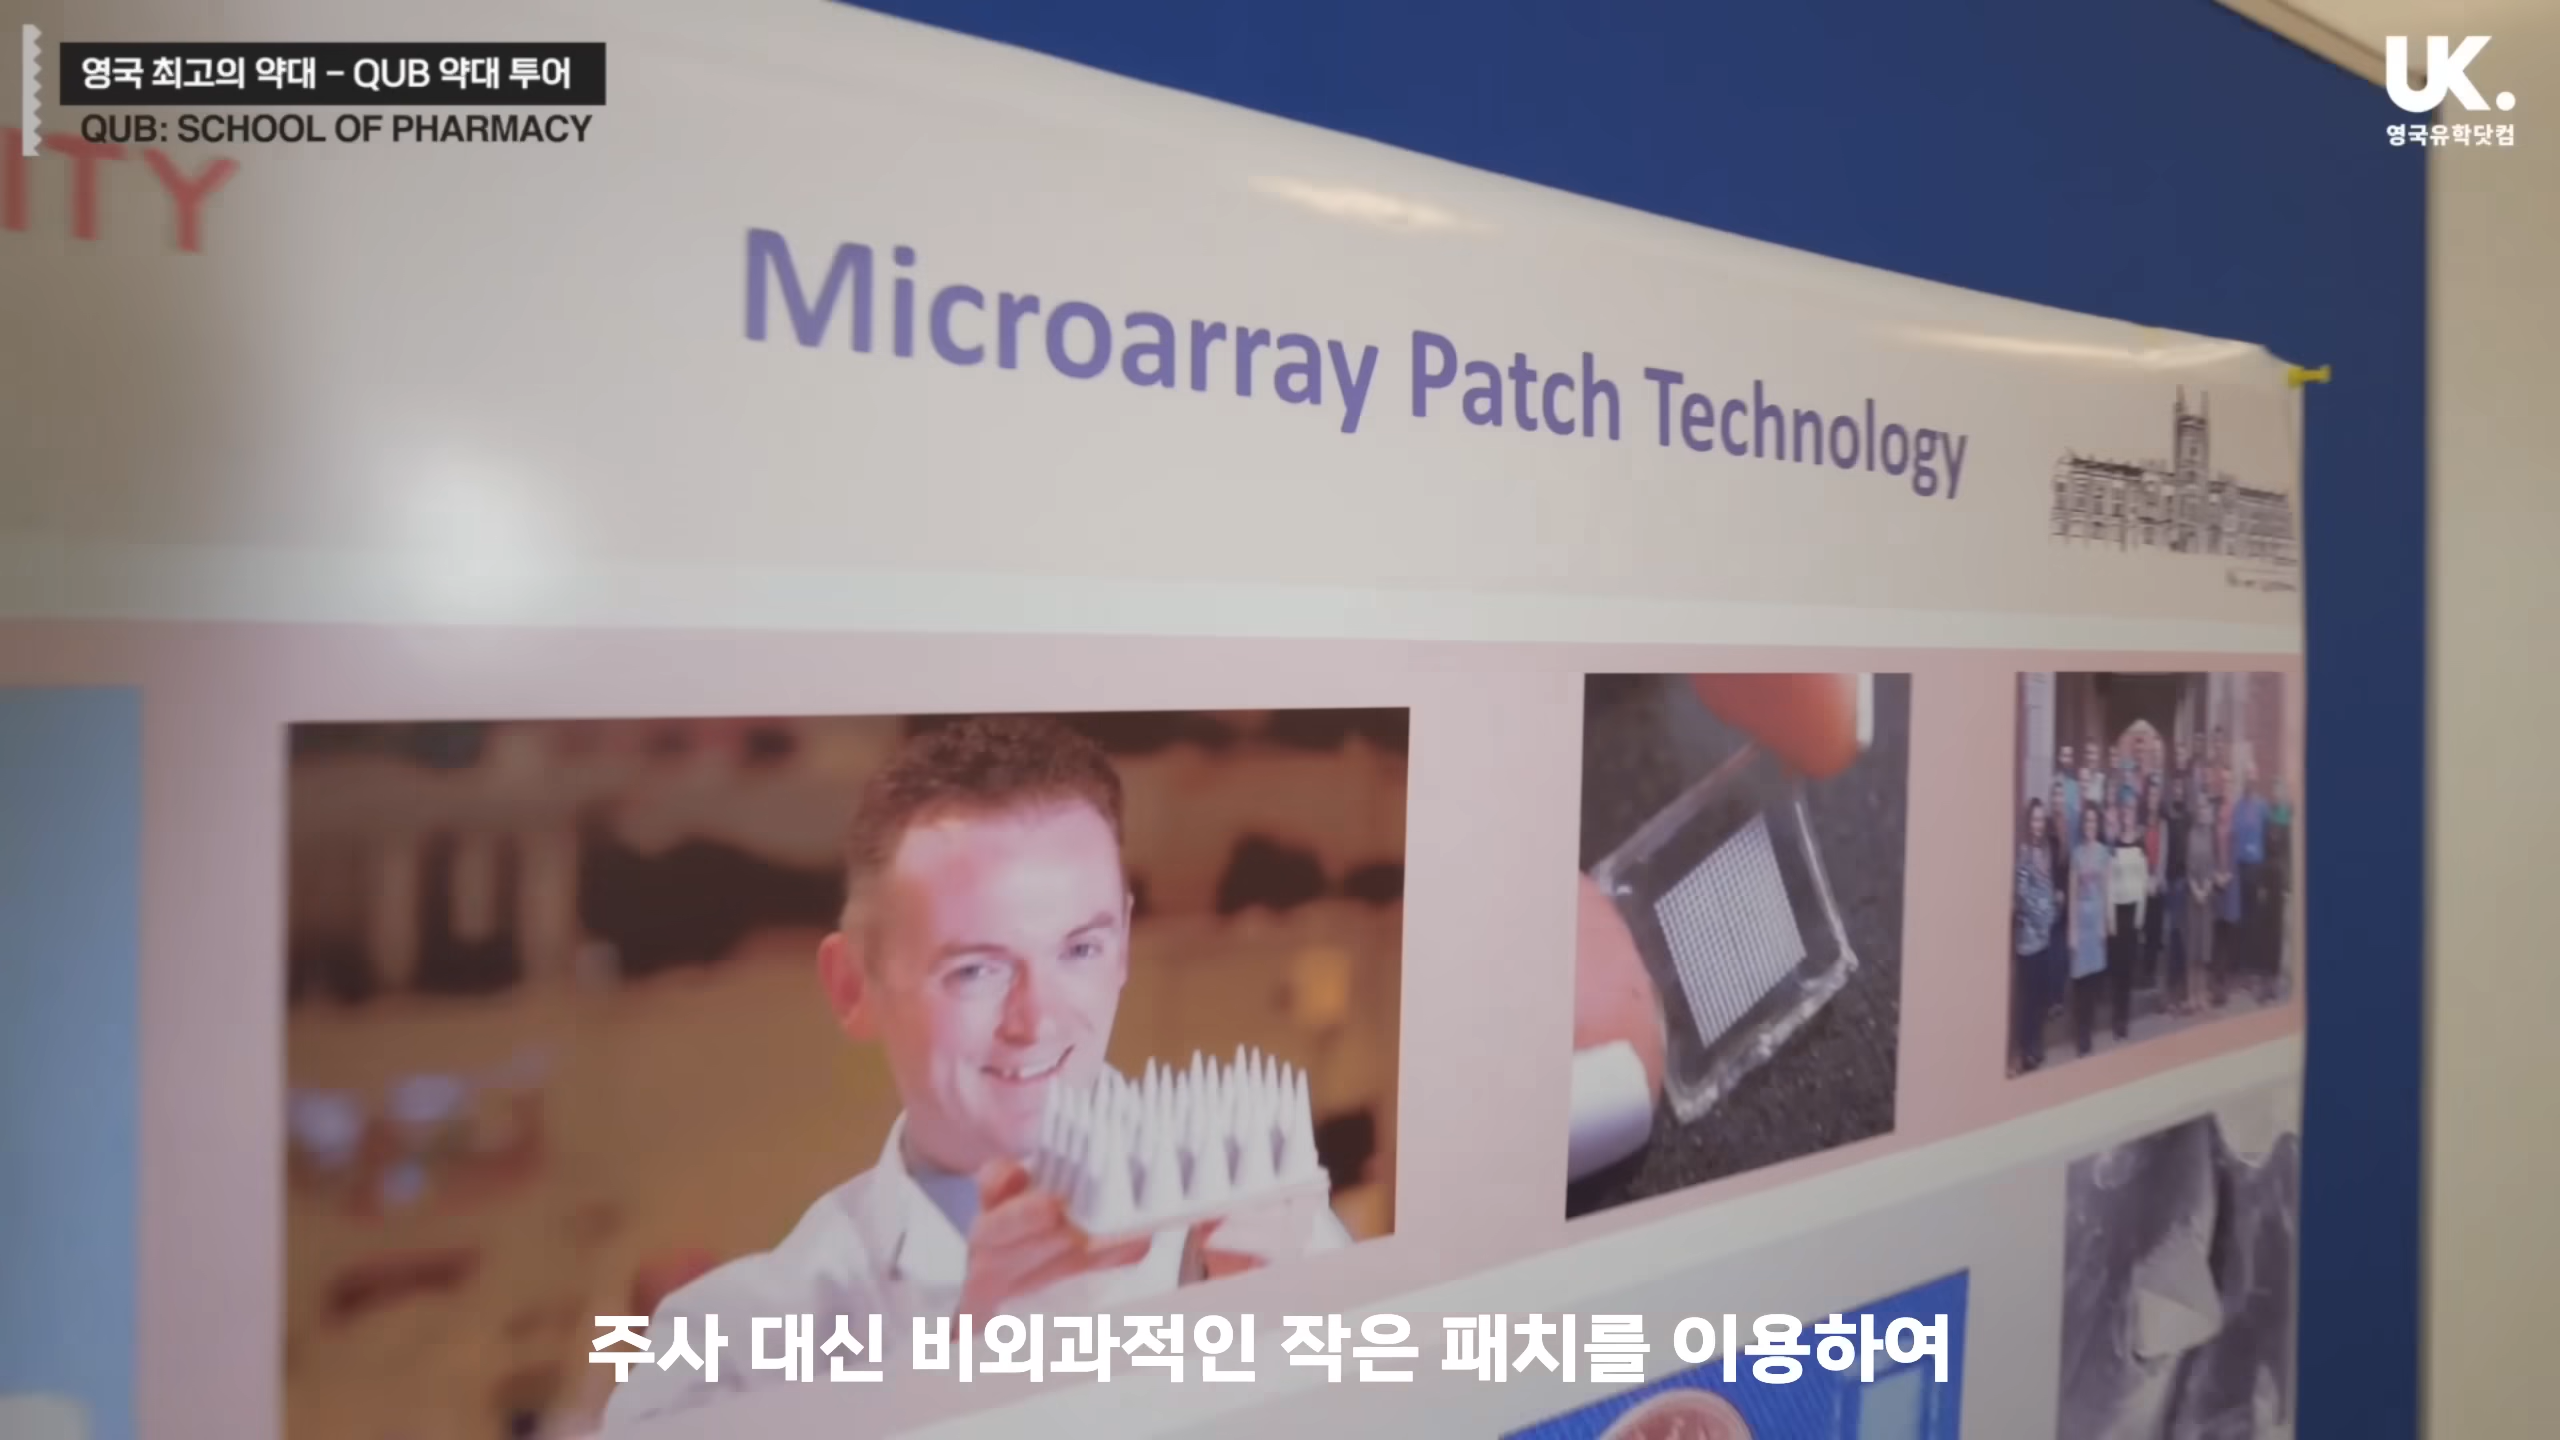 영국 최고의 약대 – QUB 약대 투어
QUB: SCHOOL OF PHARMACY
UK.
영국유학닷컴
ITY
Microarray Patch Technology
주사 대신 비외과적인 작은 패치를 이용하여